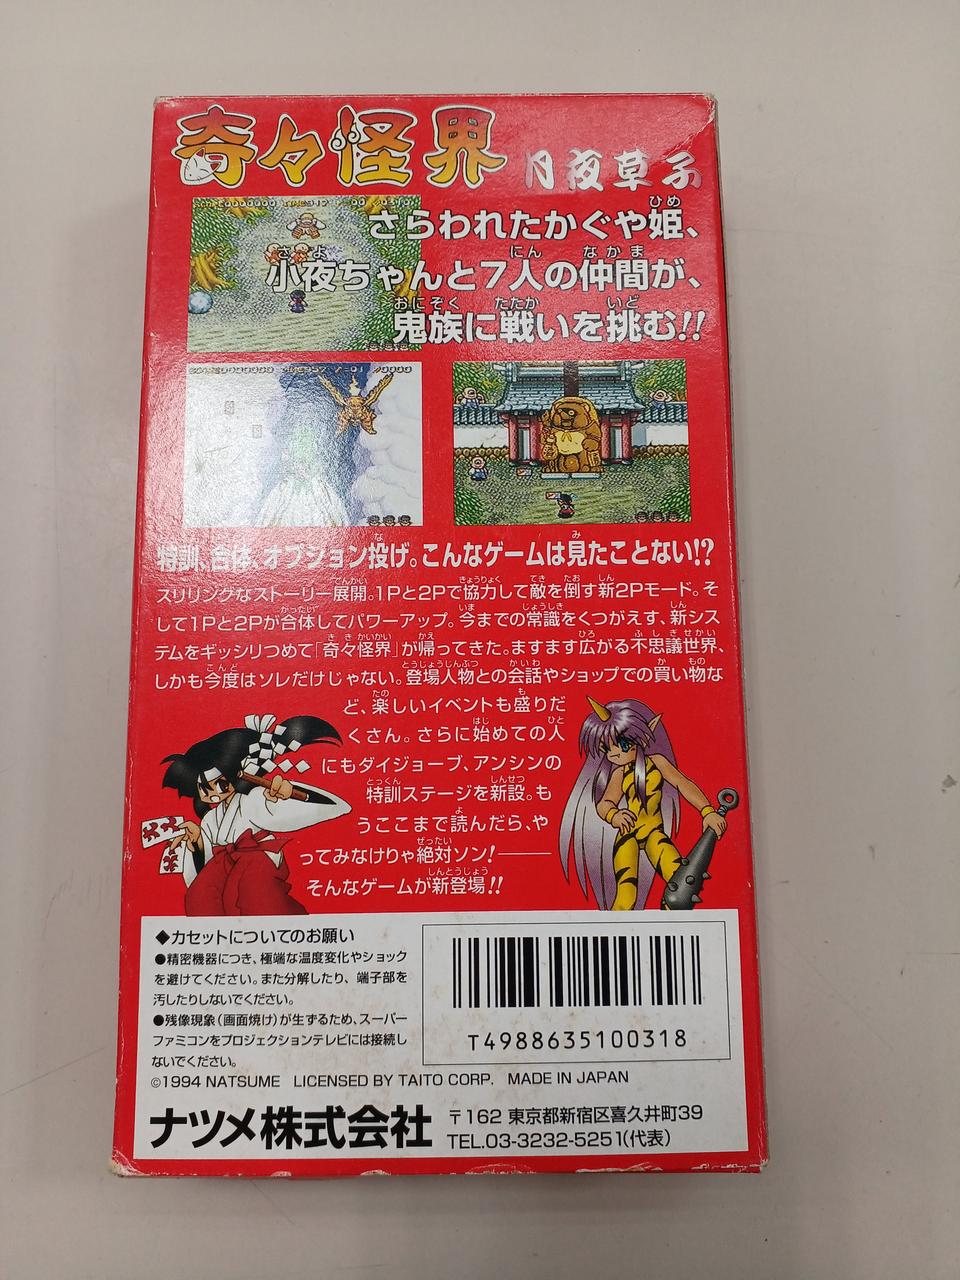 奇々怪界 月夜草子
さらわれたかぐや姫、
小夜ちゃんと7人の仲間が、
鬼族に戦いを挑む!!
特訓、合体、オプション投げ。こんなゲームは見たことない!?
スリリングなストーリー展開。1Pと2Pで協力して敵を倒す新2Pモード。そ
して1Pと2Pが合体してパワーアップ。今までの常識をくつがえす、新シス
テムをギッシリつめて「奇々怪界」が帰ってきた。ますます広がる不思議世界、
しかも今度はソレだけじゃない。登場人物との会話やショップでの買い物な
ど、楽しいイベントも盛りだ
くさん。さらに始めての人
にもダイジョーブ、アンシンの
特訓ステージを新設。も
うここまで読んだら、や
ってみなけりゃ絶対ソン!――
そんなゲームが新登場!!
◆カセットについてのお願い
●精密機器につき、極端な温度変化やショック
を避けてください。また分解したり、端子部を
汚したりしないでください。
●残像現象(画面焼け)が生ずるため、スーパー
ファミコンをプロジェクションテレビには接続し
ないでください。
T4988635100318
©1994 NATSUME LICENSED BY TAITO CORP. MADE IN JAPAN
ナツメ株式会社
〒162 東京都新宿区喜久井町39
TEL.03-3232-5251(代表)